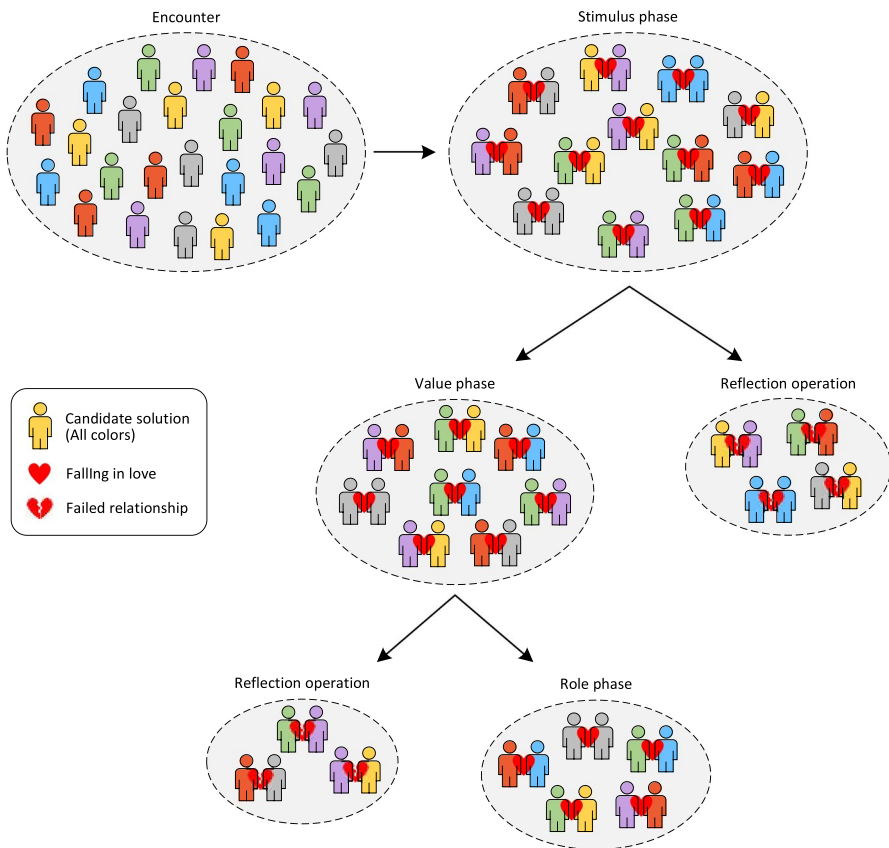 Encounter
Stimulus phase
Value phase
Reflection operation
Candidate solution
(All colors)
FallIng in love
Failed relationship
Reflection operation
Role phase